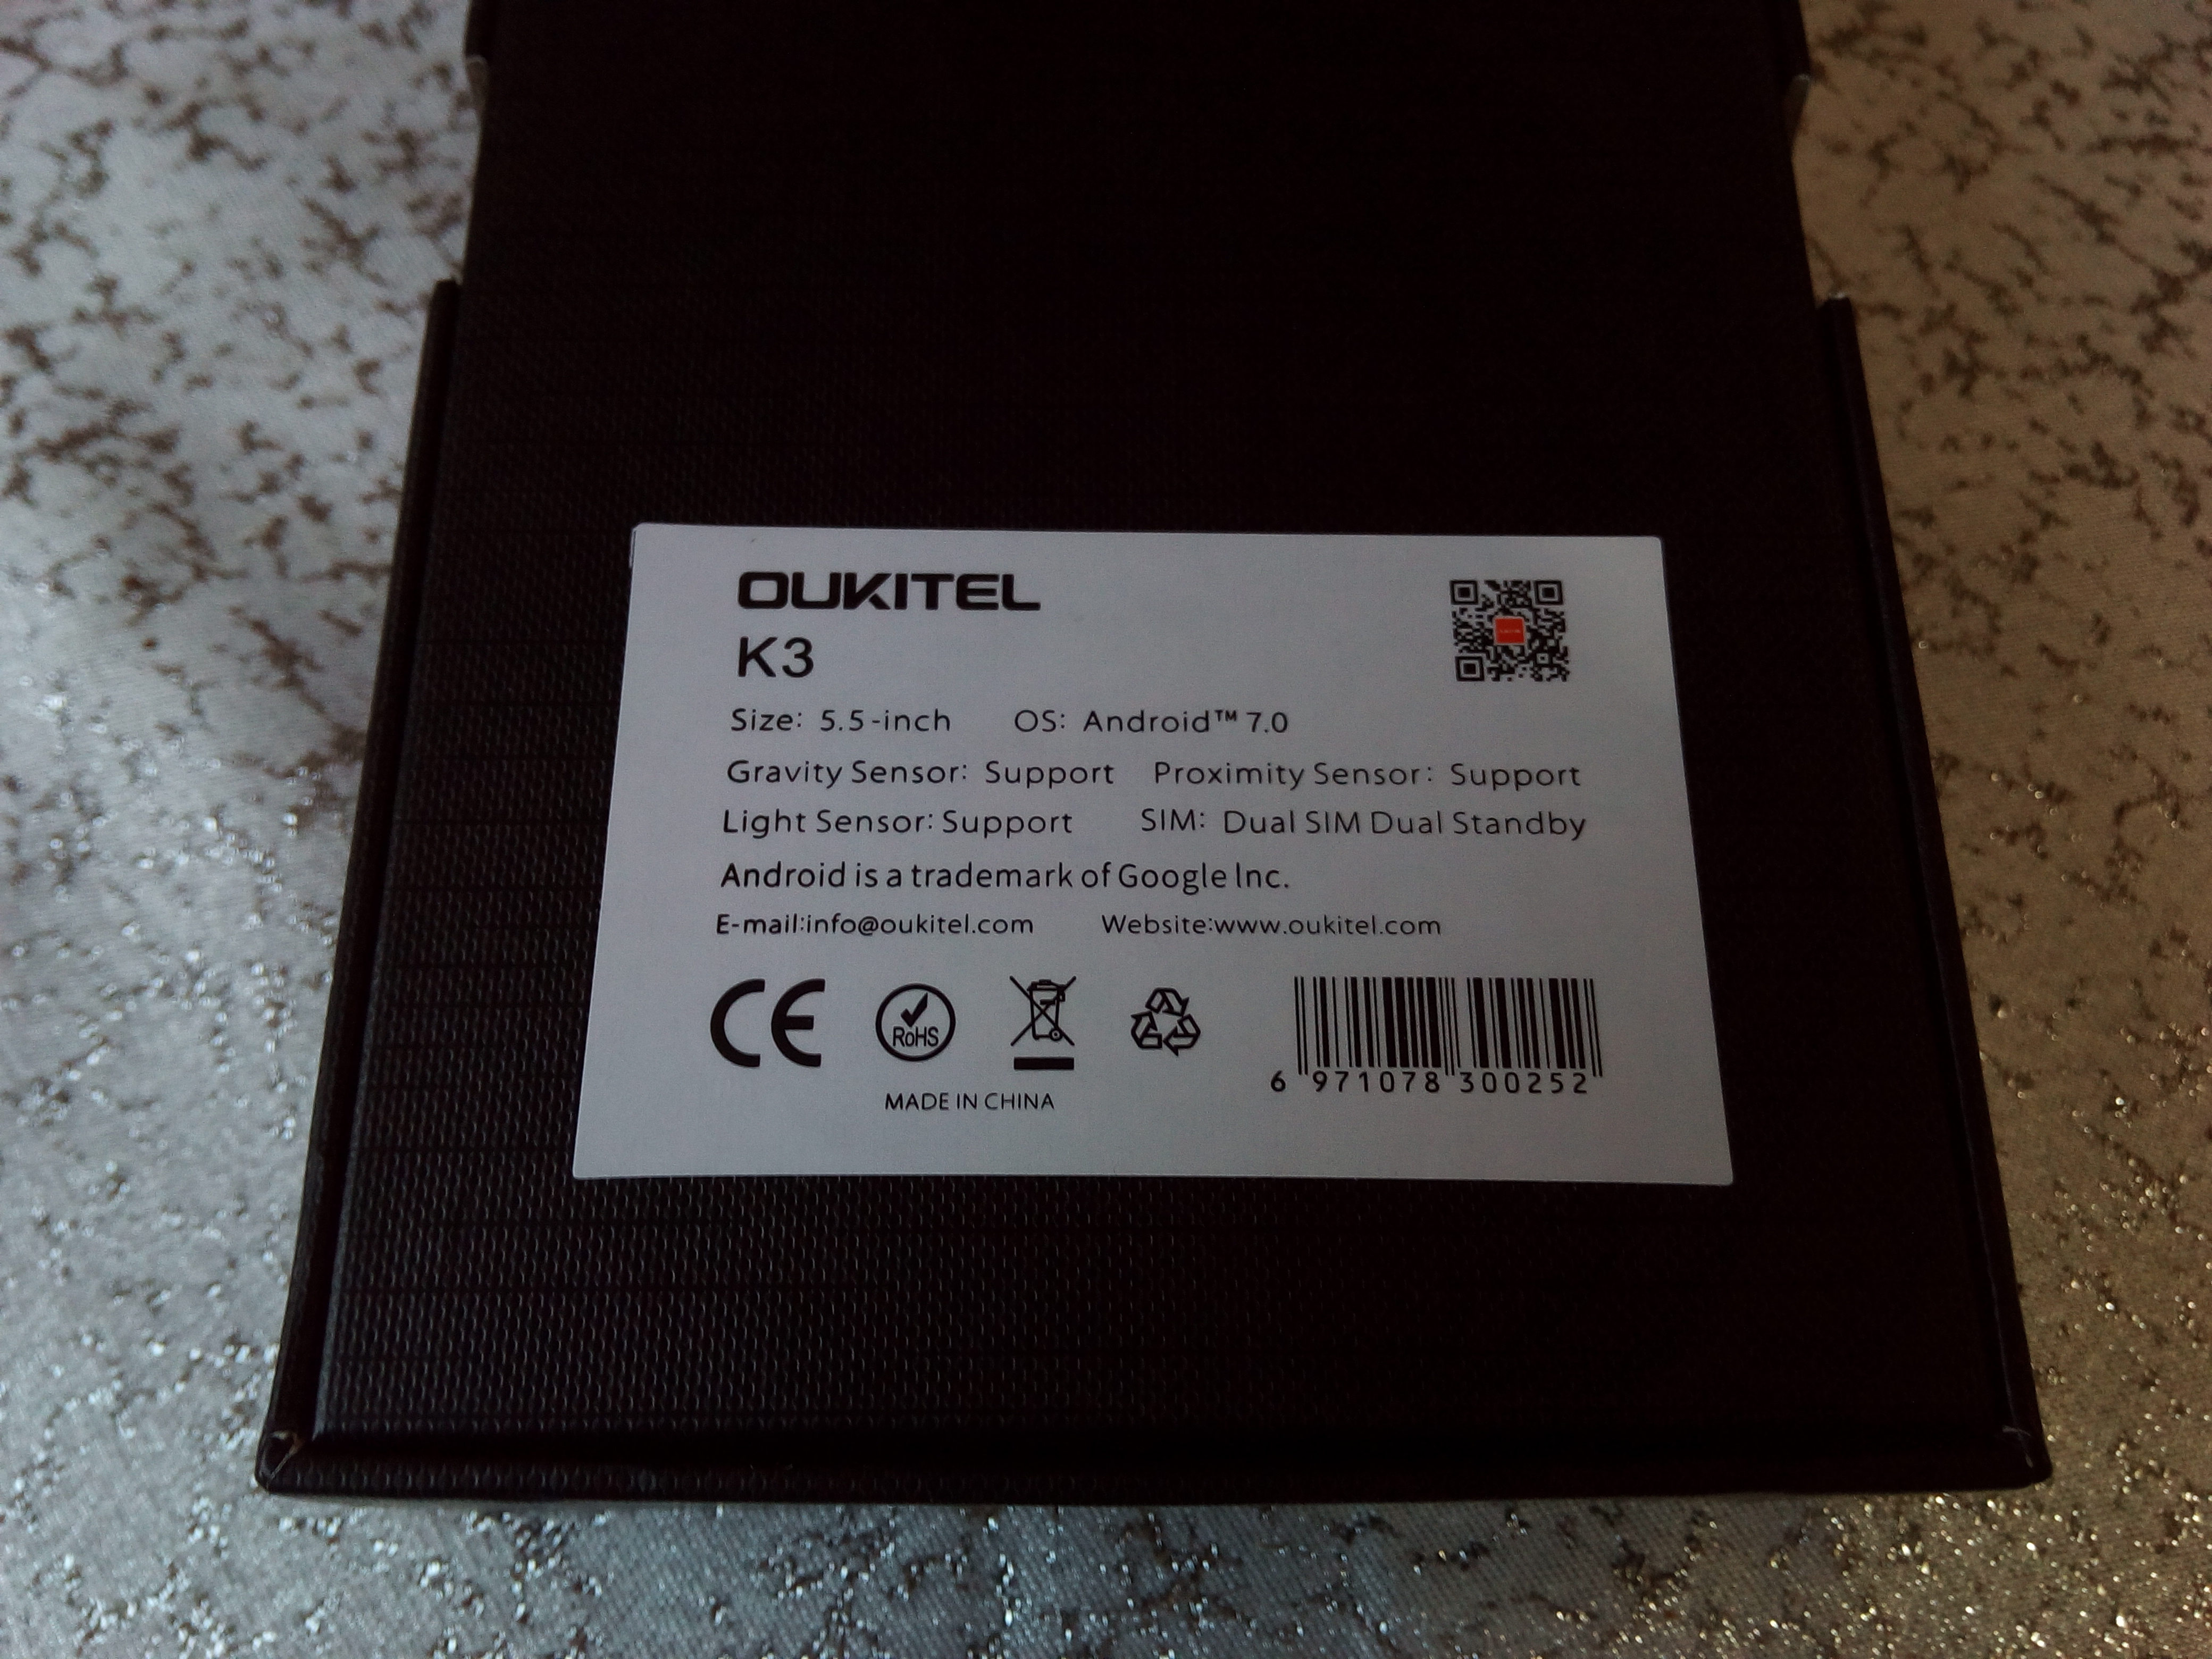 OUKITEL
K3
Size: 5.5-inch OS: Android™ 7.0
Gravity Sensor: Support Proximity Sensor: Support
Light Sensor: Support SIM: Dual SIM Dual Standby
Android is a trademark of Google lnc.
E-mail:info@oukitel.com Website:www.oukitel.com
CE RoHS
6 971078 300252
MADE IN CHINA